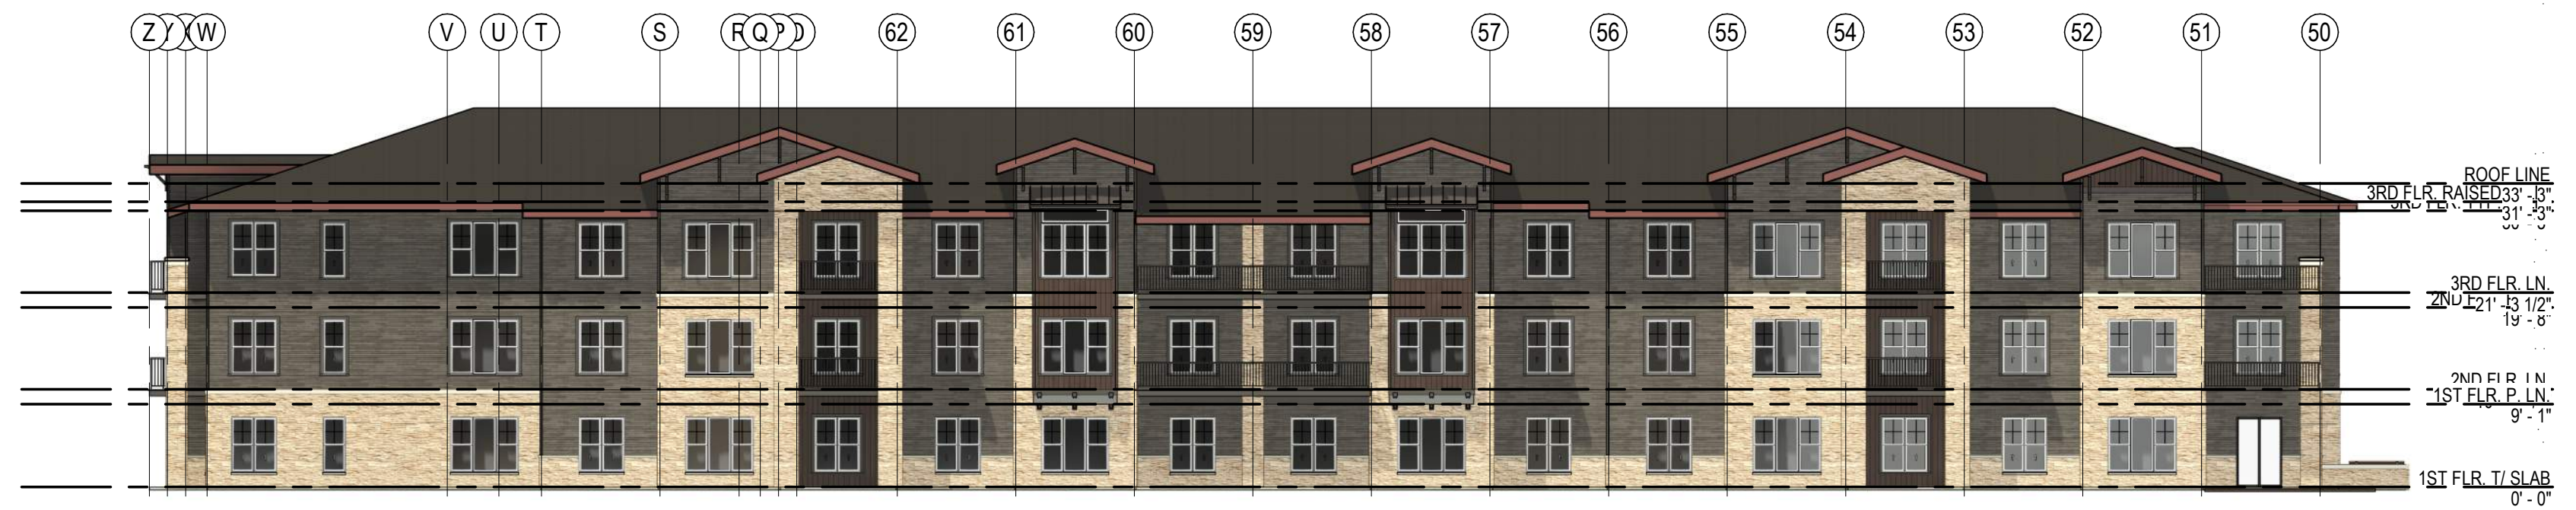 Z Y W V U T S R Q P O 62 61 60 59 58 57 56 55 54 53 52 51 50
ROOF LINE
33' - 3"
3RD FLR. RAISED
31' - 3"
3RD FLR. LN.
21' - 3 1/2"
19' - 8"
2ND FLR. LN.
1ST FLR. P. LN.
9' - 1"
1ST FLR. T/ SLAB
0' - 0"